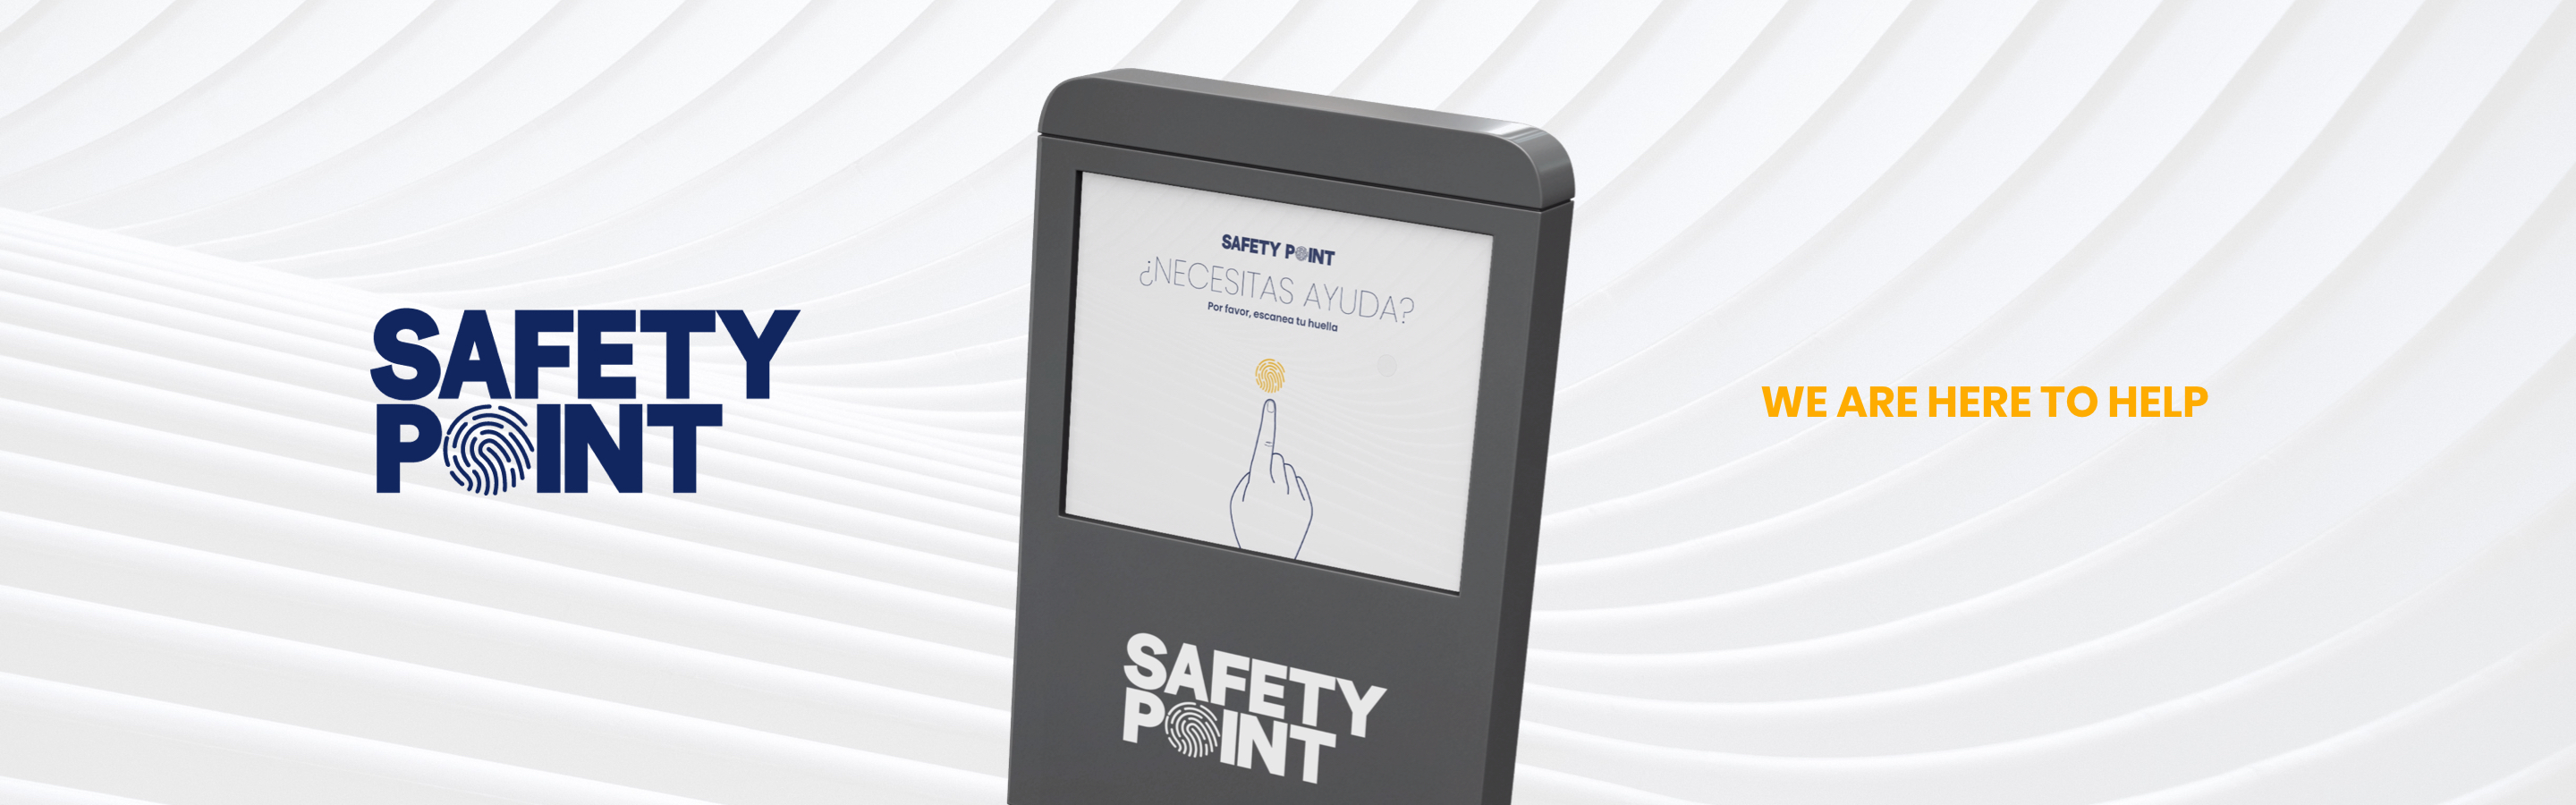 SAFETY
POINT
SAFETY POINT
¿NECESITAS AYUDA?
Por favor, escanea tu huella
SAFETY
POINT
WE ARE HERE TO HELP